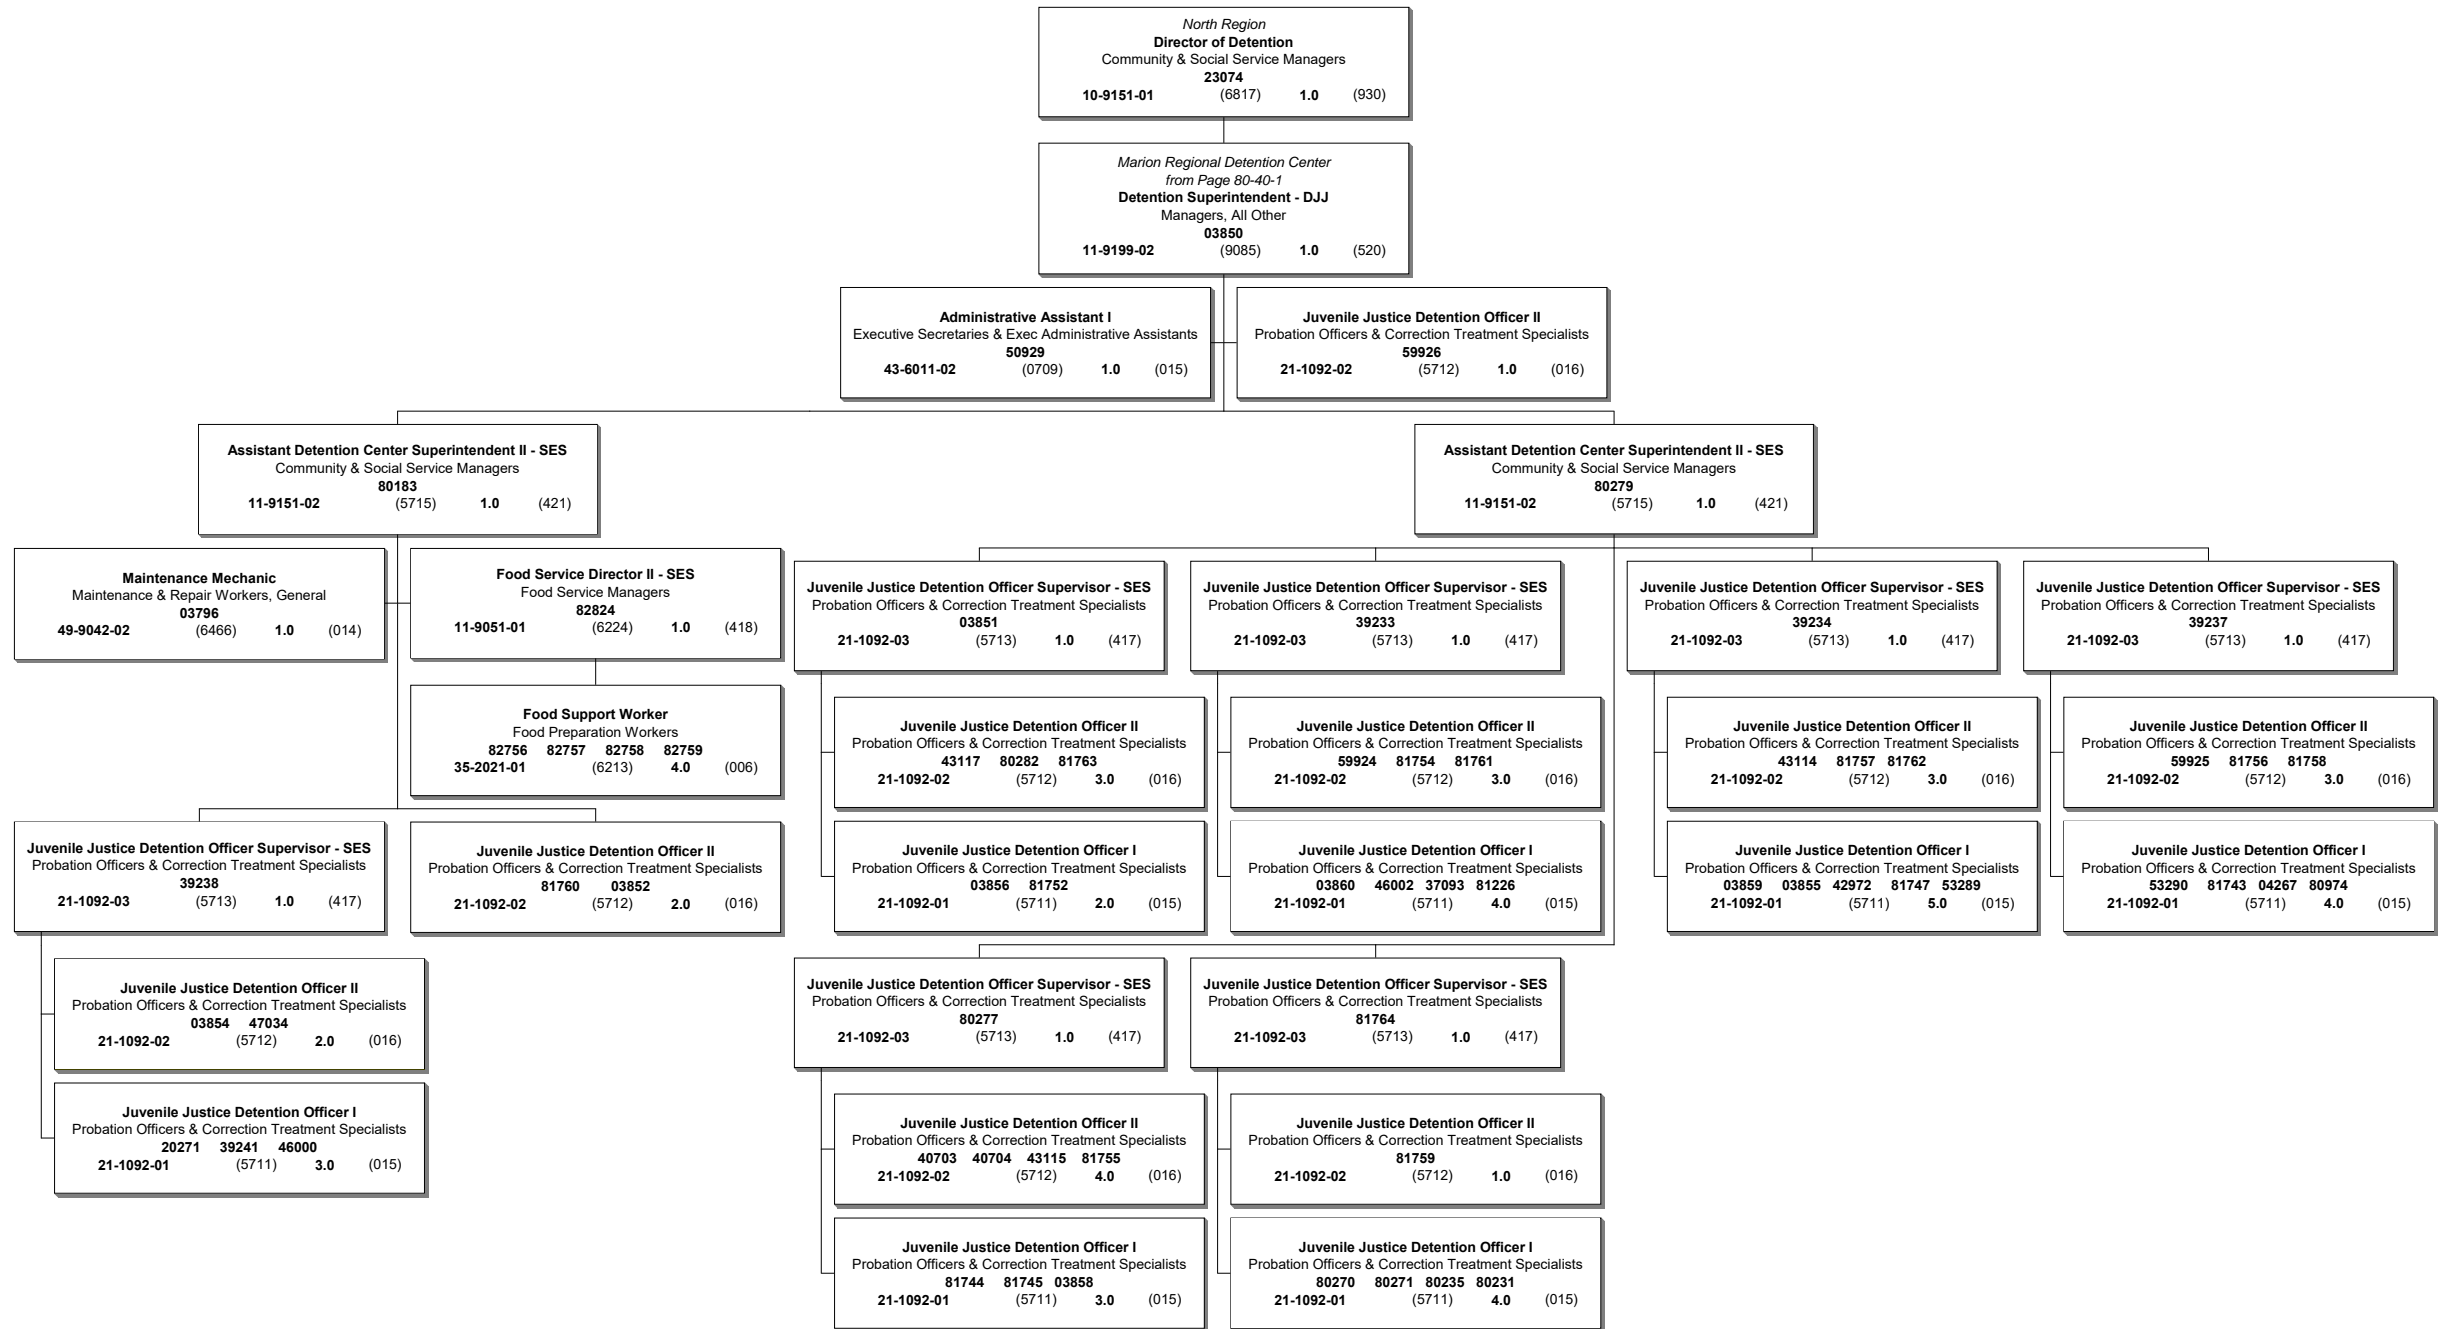 North Region
Director of Detention
Community & Social Service Managers
23074
10-9151-01 (6817) 1.0 (930)
Marion Regional Detention Center
from Page 80-40-1
Detention Superintendent - DJJ
Managers, All Other
03850
11-9199-02 (9085) 1.0 (520)
Administrative Assistant I
Executive Secretaries & Exec Administrative Assistants
50929
43-6011-02 (0709) 1.0 (015)
Juvenile Justice Detention Officer II
Probation Officers & Correction Treatment Specialists
59926
21-1092-02 (5712) 1.0 (016)
Assistant Detention Center Superintendent II - SES
Community & Social Service Managers
80183
11-9151-02 (5715) 1.0 (421)
Assistant Detention Center Superintendent II - SES
Community & Social Service Managers
80279
11-9151-02 (5715) 1.0 (421)
Maintenance Mechanic
Maintenance & Repair Workers, General
03796
49-9042-02 (6466) 1.0 (014)
Food Service Director II - SES
Food Service Managers
82824
11-9051-01 (6224) 1.0 (418)
Food Support Worker
Food Preparation Workers
82756 82757 82758 82759
35-2021-01 (6213) 4.0 (006)
Juvenile Justice Detention Officer Supervisor - SES
Probation Officers & Correction Treatment Specialists
39238
21-1092-03 (5713) 1.0 (417)
Juvenile Justice Detention Officer II
Probation Officers & Correction Treatment Specialists
81760 03852
21-1092-02 (5712) 2.0 (016)
Juvenile Justice Detention Officer II
Probation Officers & Correction Treatment Specialists
03854 47034
21-1092-02 (5712) 2.0 (016)
Juvenile Justice Detention Officer I
Probation Officers & Correction Treatment Specialists
20271 39241 46000
21-1092-01 (5711) 3.0 (015)
Juvenile Justice Detention Officer Supervisor - SES
Probation Officers & Correction Treatment Specialists
03851
21-1092-03 (5713) 1.0 (417)
Juvenile Justice Detention Officer II
Probation Officers & Correction Treatment Specialists
43117 80282 81763
21-1092-02 (5712) 3.0 (016)
Juvenile Justice Detention Officer I
Probation Officers & Correction Treatment Specialists
03856 81752
21-1092-01 (5711) 2.0 (015)
Juvenile Justice Detention Officer Supervisor - SES
Probation Officers & Correction Treatment Specialists
39233
21-1092-03 (5713) 1.0 (417)
Juvenile Justice Detention Officer II
Probation Officers & Correction Treatment Specialists
59924 81754 81761
21-1092-02 (5712) 3.0 (016)
Juvenile Justice Detention Officer I
Probation Officers & Correction Treatment Specialists
03860 46002 37093 81226
21-1092-01 (5711) 4.0 (015)
Juvenile Justice Detention Officer Supervisor - SES
Probation Officers & Correction Treatment Specialists
39234
21-1092-03 (5713) 1.0 (417)
Juvenile Justice Detention Officer II
Probation Officers & Correction Treatment Specialists
43114 81757 81762
21-1092-02 (5712) 3.0 (016)
Juvenile Justice Detention Officer I
Probation Officers & Correction Treatment Specialists
03859 03855 42972 81747 53289
21-1092-01 (5711) 5.0 (015)
Juvenile Justice Detention Officer Supervisor - SES
Probation Officers & Correction Treatment Specialists
39237
21-1092-03 (5713) 1.0 (417)
Juvenile Justice Detention Officer II
Probation Officers & Correction Treatment Specialists
59925 81756 81758
21-1092-02 (5712) 3.0 (016)
Juvenile Justice Detention Officer I
Probation Officers & Correction Treatment Specialists
53290 81743 04267 80974
21-1092-01 (5711) 4.0 (015)
Juvenile Justice Detention Officer Supervisor - SES
Probation Officers & Correction Treatment Specialists
80277
21-1092-03 (5713) 1.0 (417)
Juvenile Justice Detention Officer II
Probation Officers & Correction Treatment Specialists
40703 40704 43115 81755
21-1092-02 (5712) 4.0 (016)
Juvenile Justice Detention Officer I
Probation Officers & Correction Treatment Specialists
81744 81745 03858
21-1092-01 (5711) 3.0 (015)
Juvenile Justice Detention Officer Supervisor - SES
Probation Officers & Correction Treatment Specialists
81764
21-1092-03 (5713) 1.0 (417)
Juvenile Justice Detention Officer II
Probation Officers & Correction Treatment Specialists
81759
21-1092-02 (5712) 1.0 (016)
Juvenile Justice Detention Officer I
Probation Officers & Correction Treatment Specialists
80270 80271 80235 80231
21-1092-01 (5711) 4.0 (015)